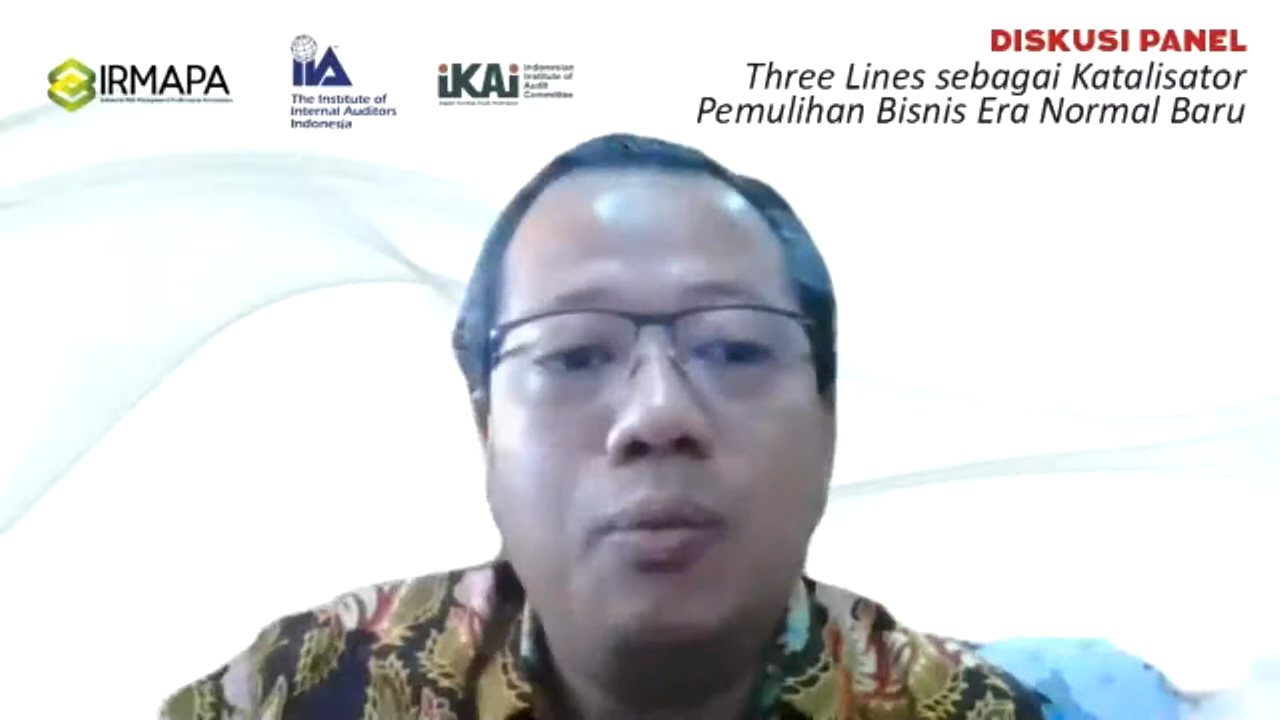 IRMAPA
IIA
The Institute of
Internal Auditors
Indonesia
iKAi
Indonesian
Institute of
Audit
Committee
DISKUSI PANEL
Three Lines sebagai Katalisator
Pemulihan Bisnis Era Normal Baru